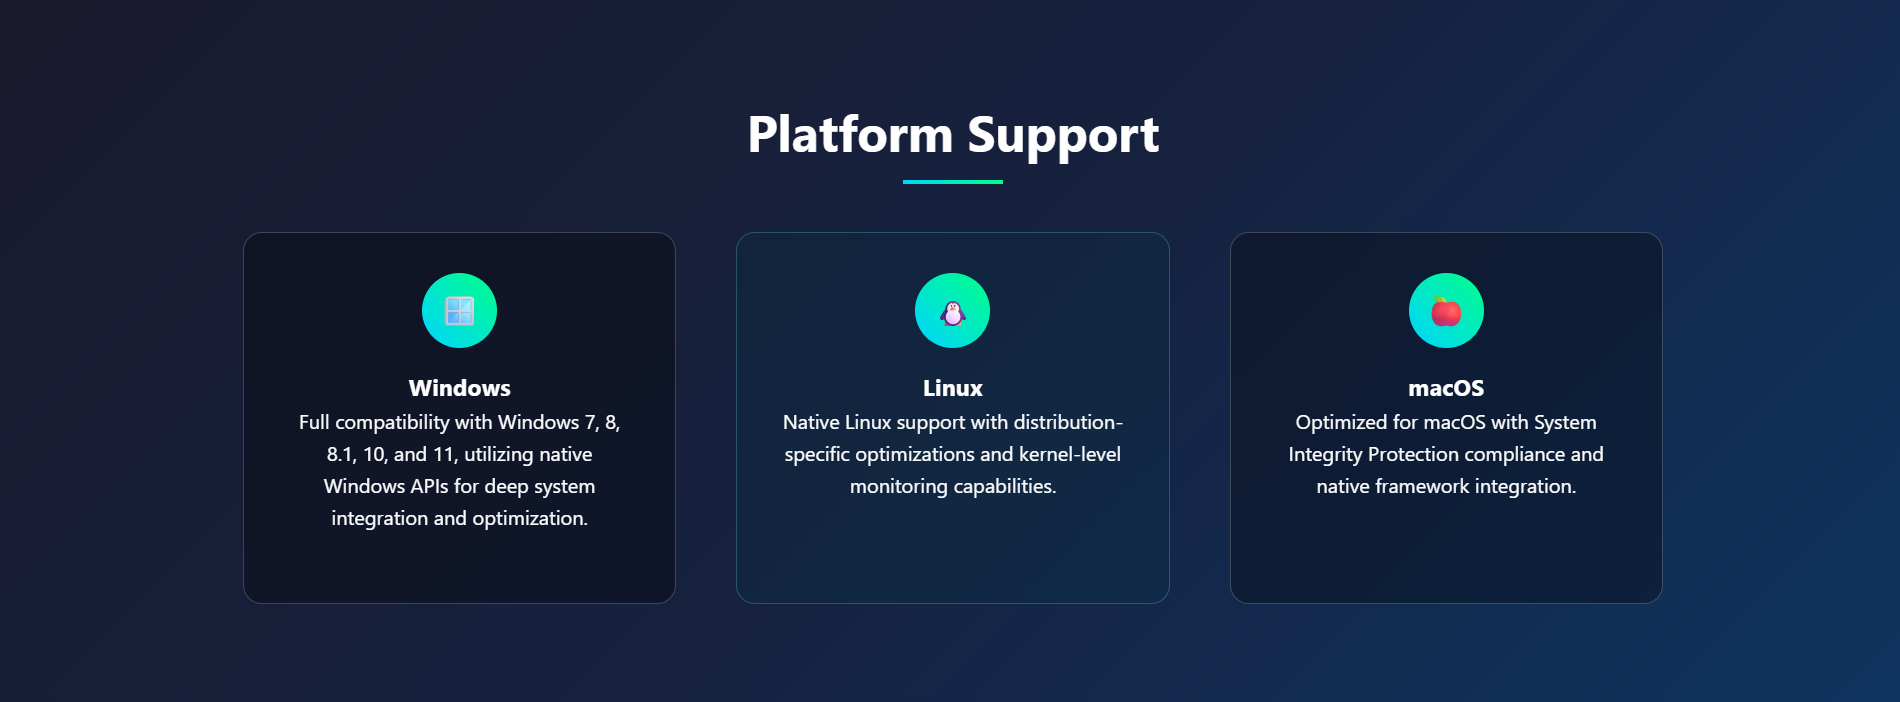 Platform Support
Windows
Full compatibility with Windows 7, 8,
8.1, 10, and 11, utilizing native
Windows APIs for deep system
integration and optimization.
Linux
Native Linux support with distribution-
specific optimizations and kernel-level
monitoring capabilities.
macOS
Optimized for macOS with System
Integrity Protection compliance and
native framework integration.